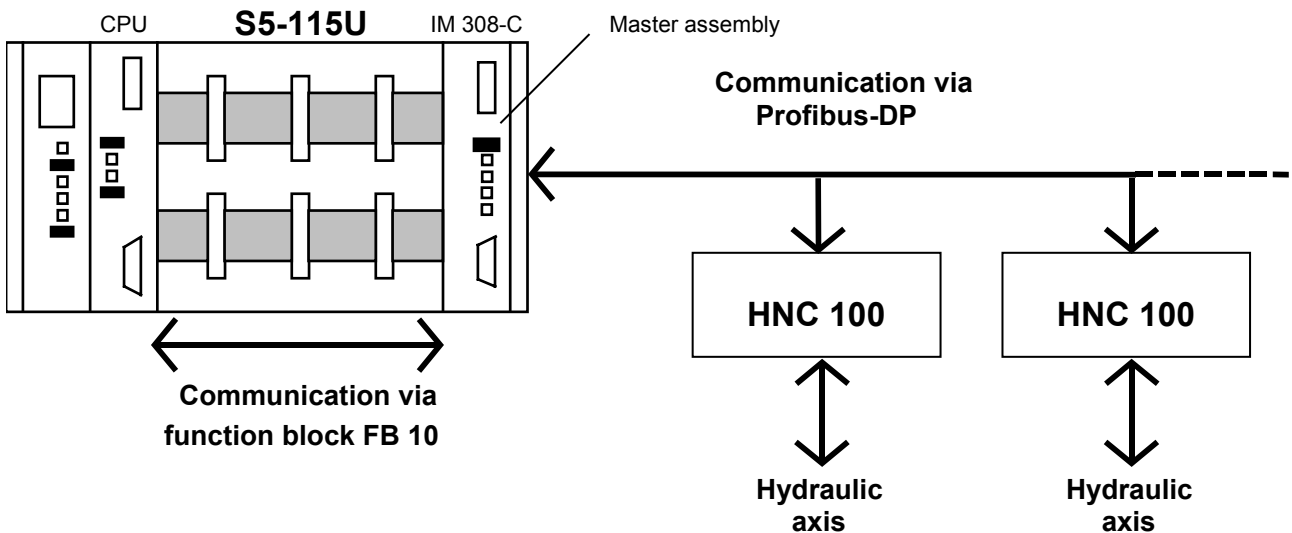 CPU
S5-115U
IM 308-C
Master assembly
Communication via
Profibus-DP
HNC 100
HNC 100
Communication via
function block FB 10
Hydraulic
axis
Hydraulic
axis